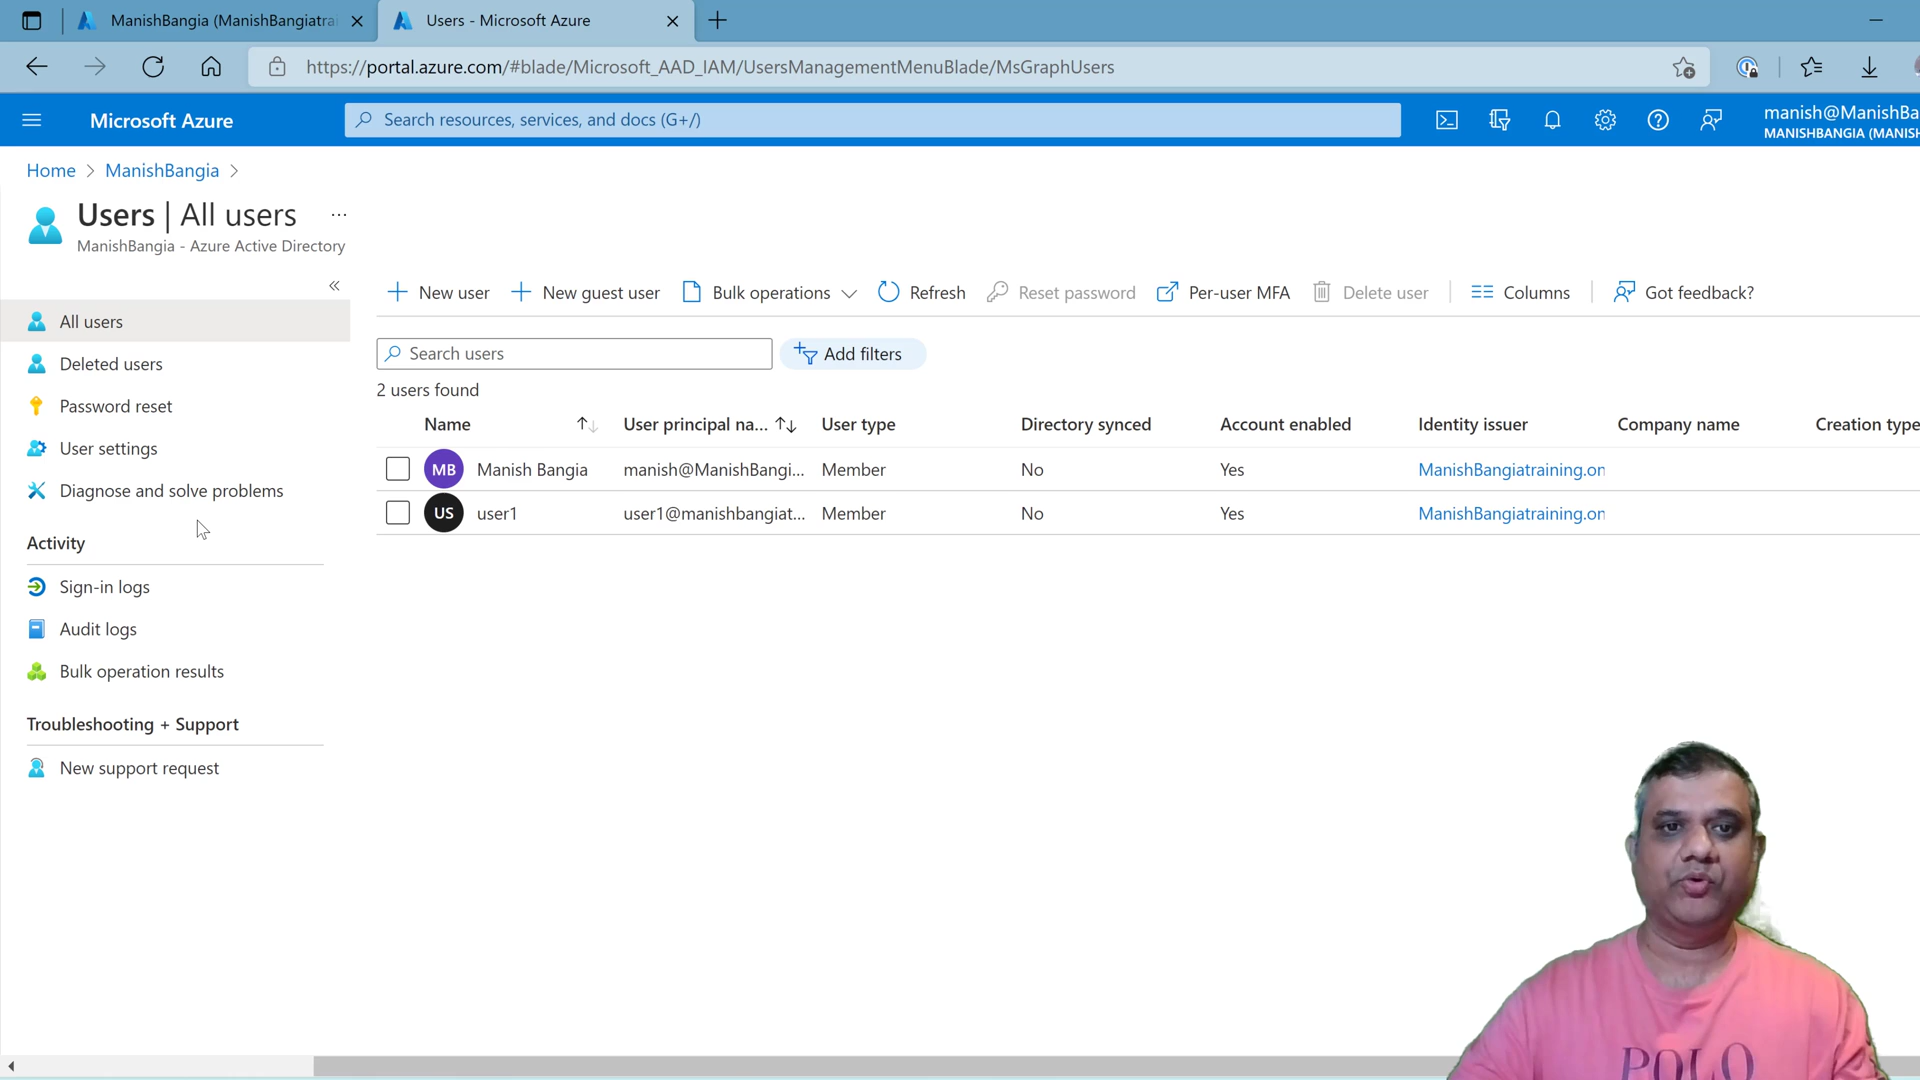 ManishBangia (ManishBangiatrai
Users - Microsoft Azure
https://portal.azure.com/#blade/Microsoft_AAD_IAM/UsersManagementMenuBlade/MsGraphUsers
Microsoft Azure
Search resources, services, and docs (G+/)
manish@ManishBa
MANISHBANGIA (MANISH
Home > ManishBangia >
Users | All users ...
ManishBangia - Azure Active Directory
New user
New guest user
Bulk operations
Refresh
Reset password
Per-user MFA
Delete user
Columns
Got feedback?
All users
Deleted users
Password reset
User settings
Diagnose and solve problems
Activity
Sign-in logs
Audit logs
Bulk operation results
Troubleshooting + Support
New support request
Search users
Add filters
2 users found
Name User principal na... User type Directory synced Account enabled Identity issuer Company name Creation type
MB Manish Bangia manish@ManishBangi... Member No Yes ManishBangiatraining.on
US user1 user1@manishbangiat... Member No Yes ManishBangiatraining.on
POLO